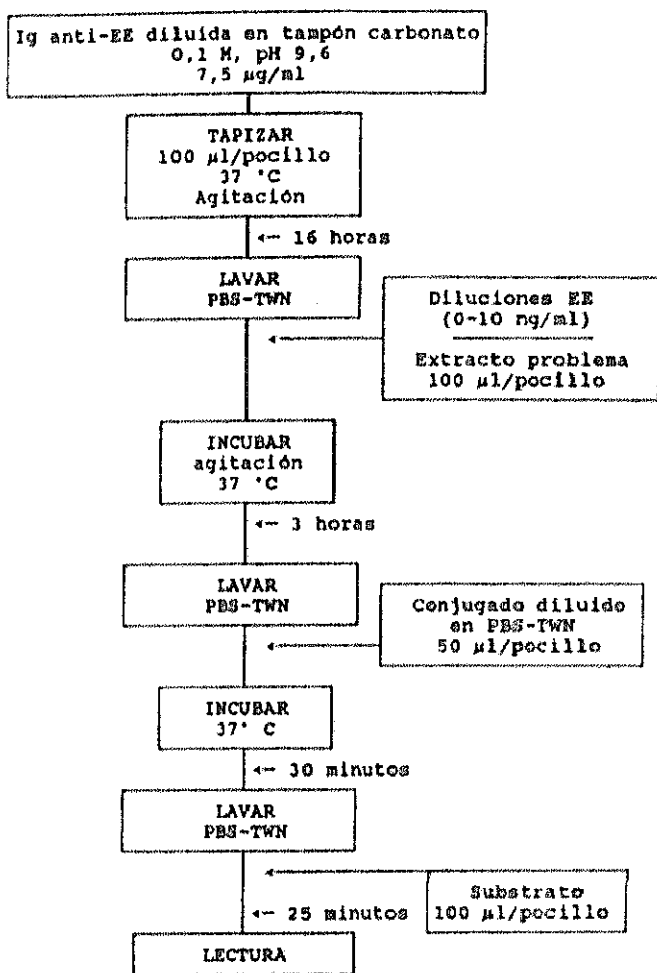 Ig anti-EE diluida en tampón carbonato
0,1 M, pH 9,6
7,5 µg/ml
TAPIZAR
100 µl/pocillo
37 °C
Agitación
16 horas
LAVAR
PBS-TWN
Diluciones EE
(0-10 ng/ml)
Extracto problema
100 µl/pocillo
INCUBAR
agitación
37 °C
3 horas
LAVAR
PBS-TWN
Conjugado diluido
en PBS-TWN
50 µl/pocillo
INCUBAR
37° C
30 minutos
LAVAR
PBS-TWN
Substrato
100 µl/pocillo
25 minutos
LECTURA